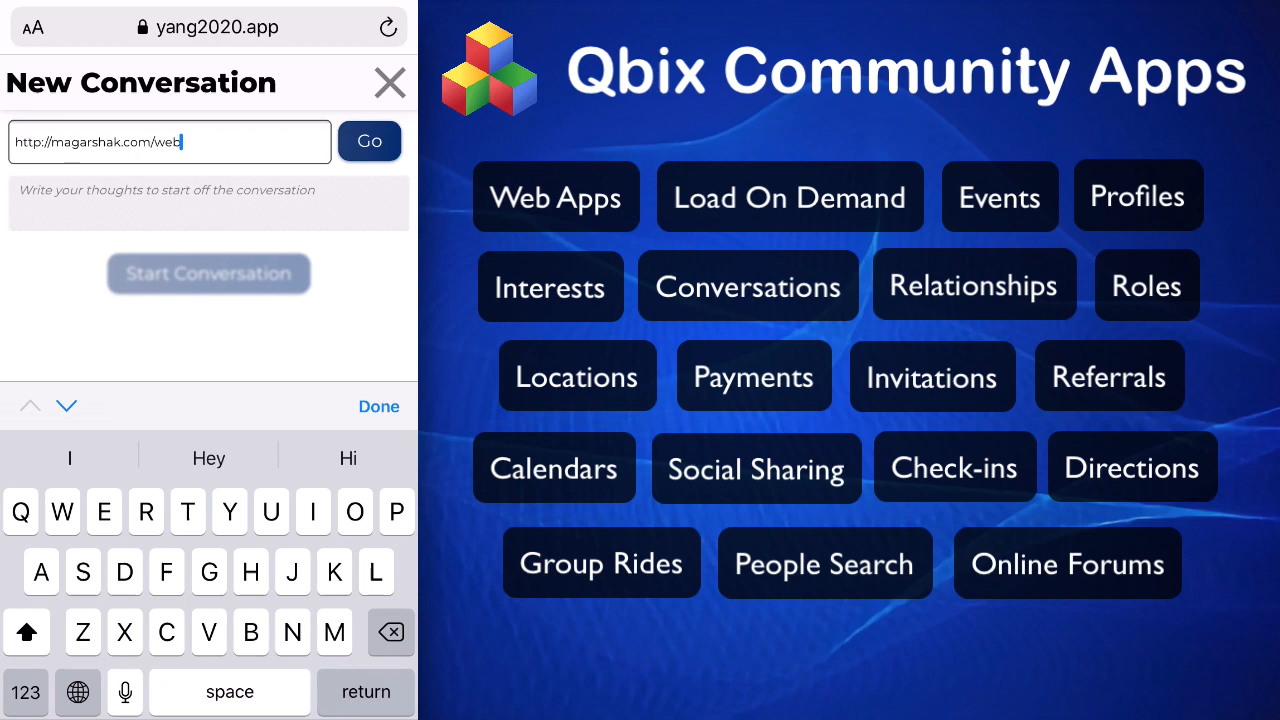 AA yang2020.app
New Conversation
http://magarshak.com/web Go
Write your thoughts to start off the conversation
Start Conversation
Done
I Hey Hi
Q W E R T Y U I O P
A S D F G H J K L
Z X C V B N M
123 space return
Qbix Community Apps
Web Apps Load On Demand Events Profiles
Interests Conversations Relationships Roles
Locations Payments Invitations Referrals
Calendars Social Sharing Check-ins Directions
Group Rides People Search Online Forums